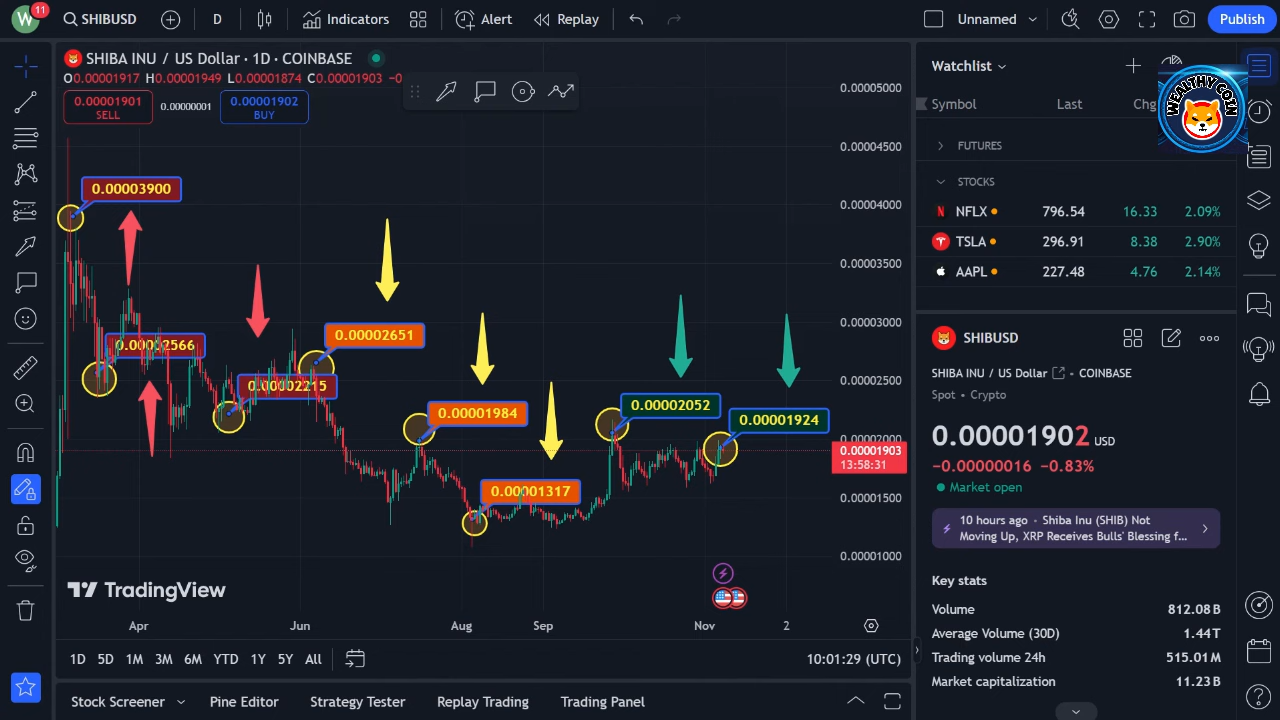 W
11
SHIBUSD
D
Indicators
Alert
Replay
Unnamed
Publish
SHIBA INU / US Dollar · 1D · COINBASE
O0.00001917 H0.00001949 L0.00001874 C0.00001903 −0
0.00001901
SELL
0.00000001
0.00001902
BUY
0.00003900
0.00002566
0.00002215
0.00002651
0.00001984
0.00001317
0.00002052
0.00001924
0.00005000
0.00004500
0.00004000
0.00003500
0.00003000
0.00002500
0.00002000
0.00001903
13:58:31
0.00001500
0.00001000
TradingView
Apr
Jun
Aug
Sep
Nov
2
1D 5D 1M 3M 6M YTD 1Y 5Y All
10:01:29 (UTC)
Stock Screener
Pine Editor
Strategy Tester
Replay Trading
Trading Panel
Watchlist
Symbol Last Chg
WEALTHY COIN
FUTURES
STOCKS
NFLX 796.54 16.33 2.09%
TSLA 296.91 8.38 2.90%
AAPL 227.48 4.76 2.14%
SHIBUSD
SHIBA INU / US Dollar • COINBASE
Spot • Crypto
0.00001902 USD
−0.00000016 −0.83%
Market open
10 hours ago · Shiba Inu (SHIB) Not
Moving Up, XRP Receives Bulls' Blessing f...
Key stats
Volume 812.08 B
Average Volume (30D) 1.44 T
Trading volume 24h 515.01 M
Market capitalization 11.23 B